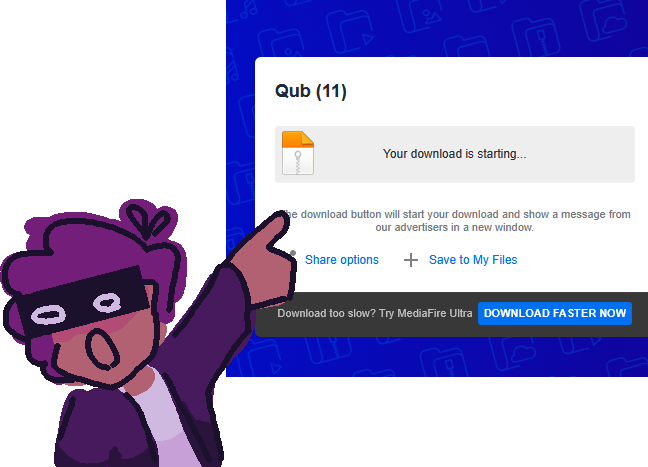 Qub (11)
Your download is starting...
he download button will start your download and show a message from
our advertisers in a new window.
Share options
Save to My Files
Download too slow? Try MediaFire Ultra
DOWNLOAD FASTER NOW